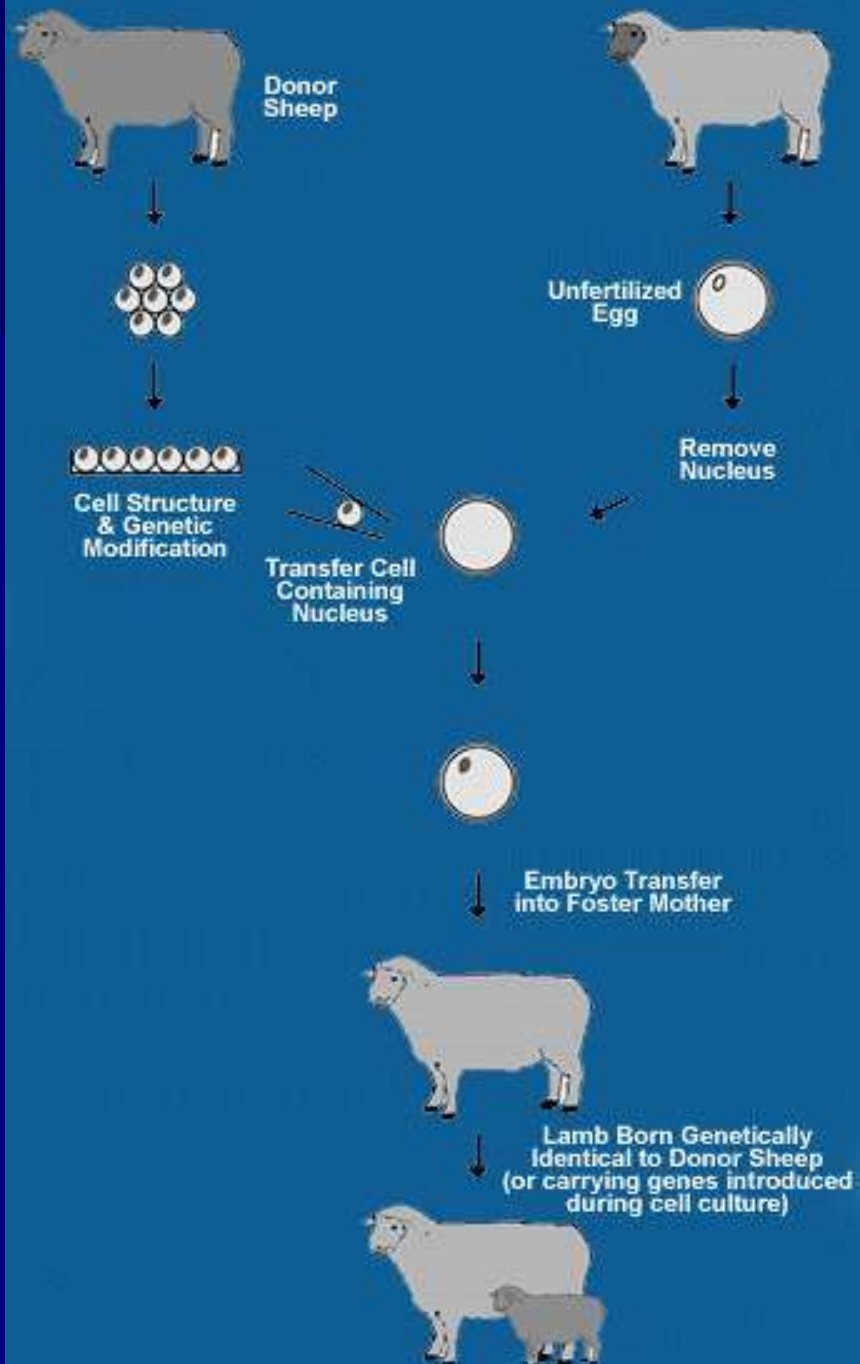 Donor
Sheep
Unfertilized
Egg
Remove
Nucleus
Cell Structure
& Genetic
Modification
Transfer Cell
Containing
Nucleus
Embryo Transfer
into Foster Mother
Lamb Born Genetically
Identical to Donor Sheep
(or carrying genes introduced
during cell culture)